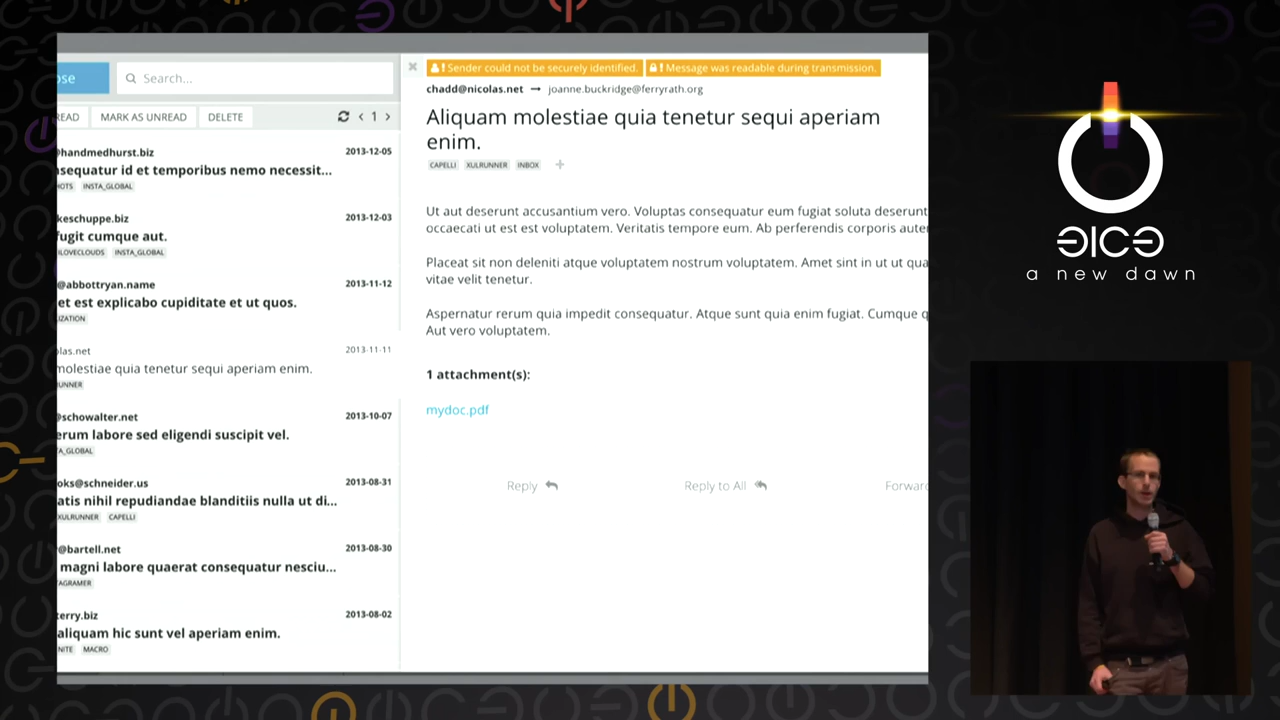 ose
Search...
READ
MARK AS UNREAD
DELETE
1
@handmedhurst.biz
2013-12-05
nsequatur id et temporibus nemo necessit...
HOTS INSTA_GLOBAL
keschuppe.biz
2013-12-03
fugit cumque aut.
ILOVECLOUDS INSTA_GLOBAL
@abbottryan.name
2013-11-12
et est explicabo cupiditate et ut quos.
IZATION
las.net
2013-11-11
molestiae quia tenetur sequi aperiam enim.
UNNER
@schowalter.net
2013-10-07
erum labore sed eligendi suscipit vel.
A_GLOBAL
oks@schneider.us
2013-08-31
atis nihil repudiandae blanditiis nulla ut di...
XULRUNNER CAPELLI
@bartell.net
2013-08-30
magni labore quaerat consequatur nesciu...
AGRAMER
terry.biz
2013-08-02
aliquam hic sunt vel aperiam enim.
NITE MACRO
Sender could not be securely identified. Message was readable during transmission.
chadd@nicolas.net → joanne.buckridge@ferryrath.org
Aliquam molestiae quia tenetur sequi aperiam
enim.
CAPELLI XULRUNNER INBOX +
Ut aut deserunt accusantium vero. Voluptas consequatur eum fugiat soluta deserunt
occaecati ut est est voluptatem. Veritatis tempore eum. Ab perferendis corporis aute
Placeat sit non deleniti atque voluptatem nostrum voluptatem. Amet sint in ut ut qua
vitae velit tenetur.
Aspernatur rerum quia impedit consequatur. Atque sunt quia enim fugiat. Cumque q
Aut vero voluptatem.
1 attachment(s):
mydoc.pdf
Reply
Reply to All
Forward
a new dawn